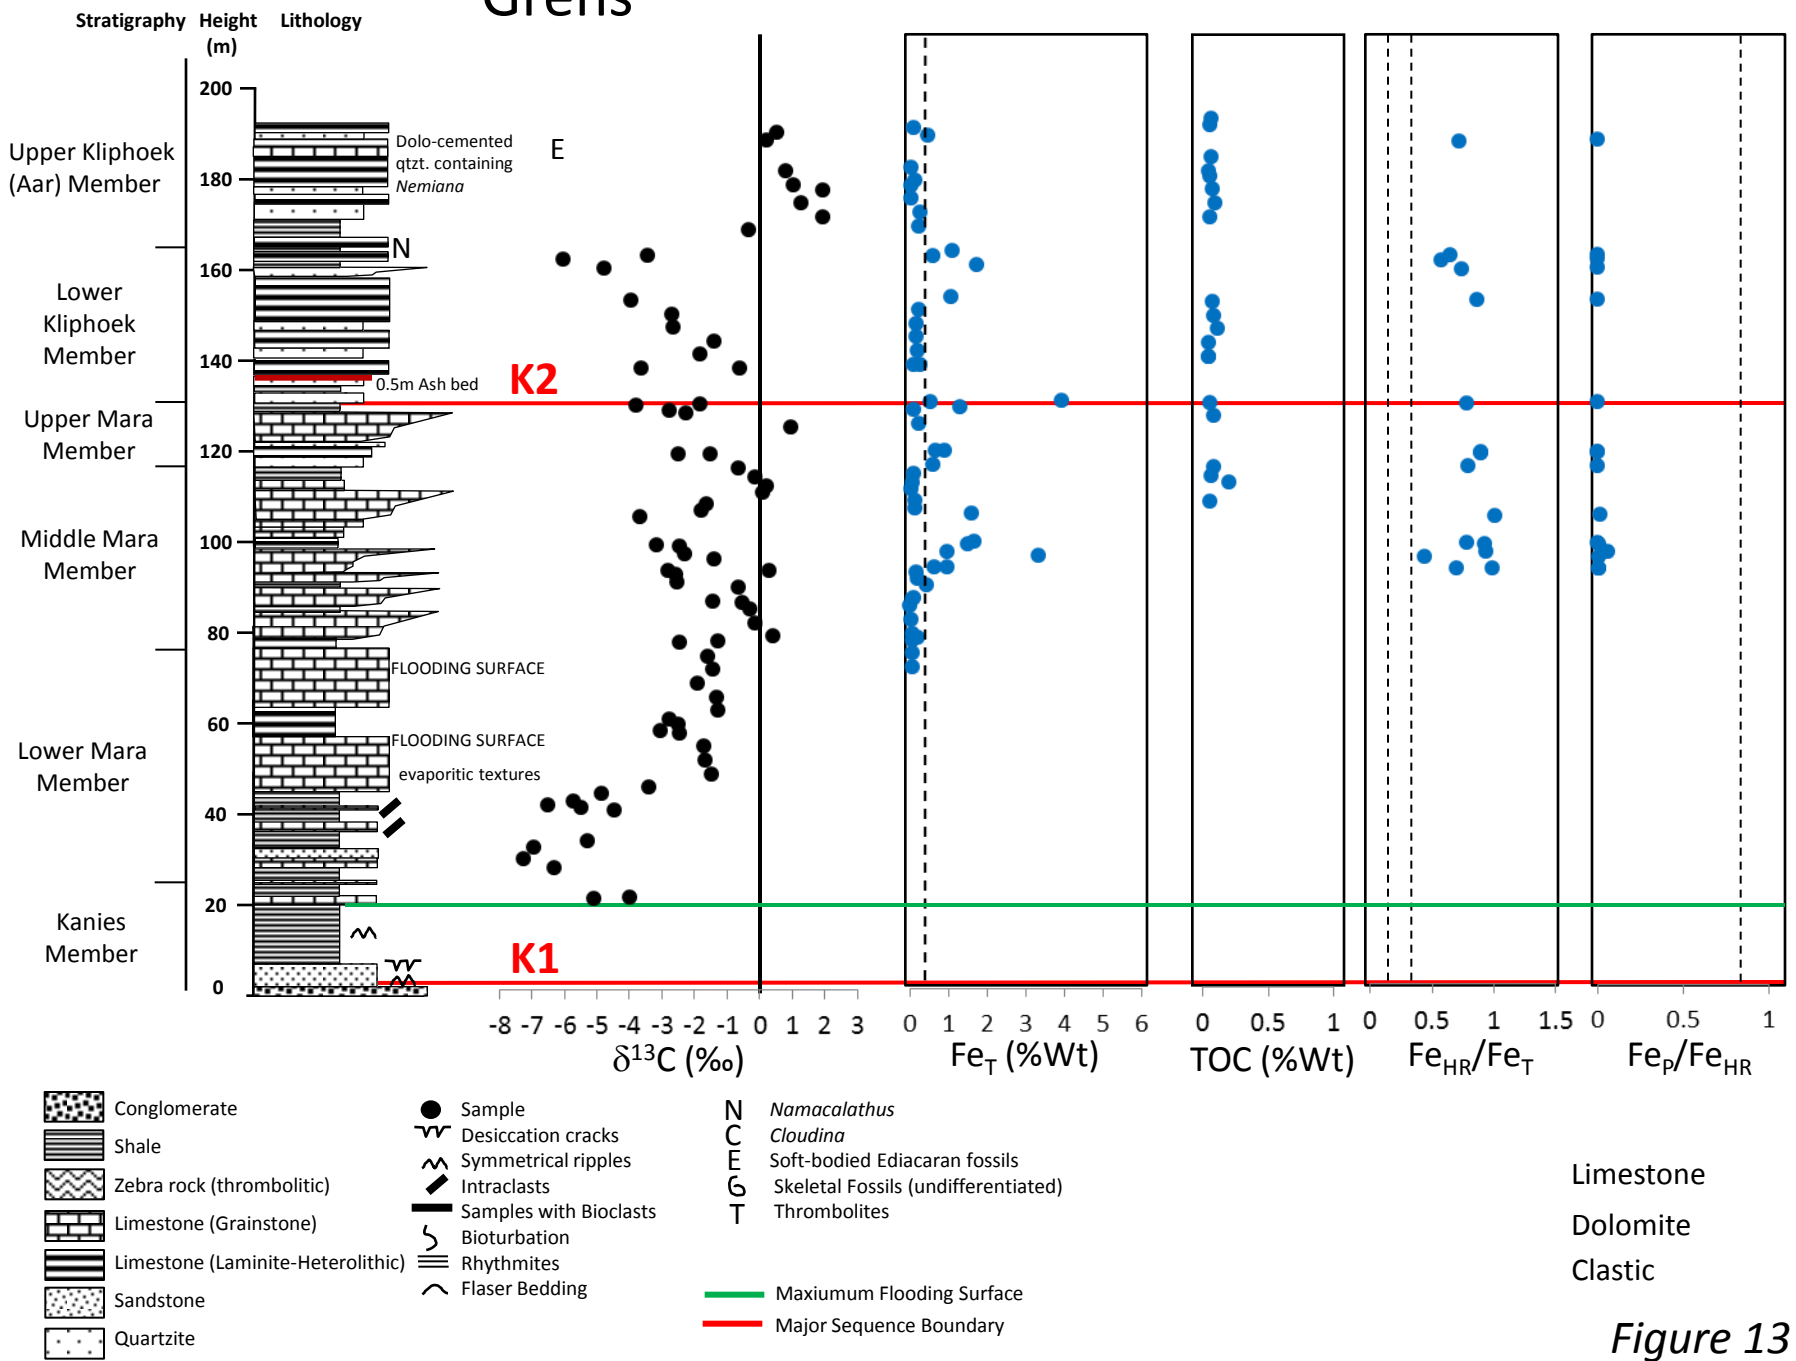 Grens
Stratigraphy Height Lithology
(m)
200
180
160
140
120
100
80
60
40
20
0
Upper Kliphoek
(Aar) Member
Lower
Kliphoek
Member
Upper Mara
Member
Middle Mara
Member
Lower Mara
Member
Kanies
Member
Dolo-cemented
qtzt. containing
Nemiana
E
N
K2
0.5m Ash bed
FLOODING SURFACE
FLOODING SURFACE
evaporitic textures
K1
-8 -7 -6 -5 -4 -3 -2 -1 0 1 2 3
δ¹³C (‰)
0 1 2 3 4 5 6
FeT (%Wt)
0 0.5 1
TOC (%Wt)
0 0.5 1 1.5
FeHR/FeT
0 0.5 1
FeP/FeHR
Conglomerate
Shale
Zebra rock (thrombolitic)
Limestone (Grainstone)
Limestone (Laminite-Heterolithic)
Sandstone
Quartzite
Sample
Desiccation cracks
Symmetrical ripples
Intraclasts
Samples with Bioclasts
Bioturbation
Rhythmites
Flaser Bedding
N Namacalathus
C Cloudina
E Soft-bodied Ediacaran fossils
Skeletal Fossils (undifferentiated)
T Thrombolites
Maxiumum Flooding Surface
Major Sequence Boundary
Limestone
Dolomite
Clastic
Figure 13